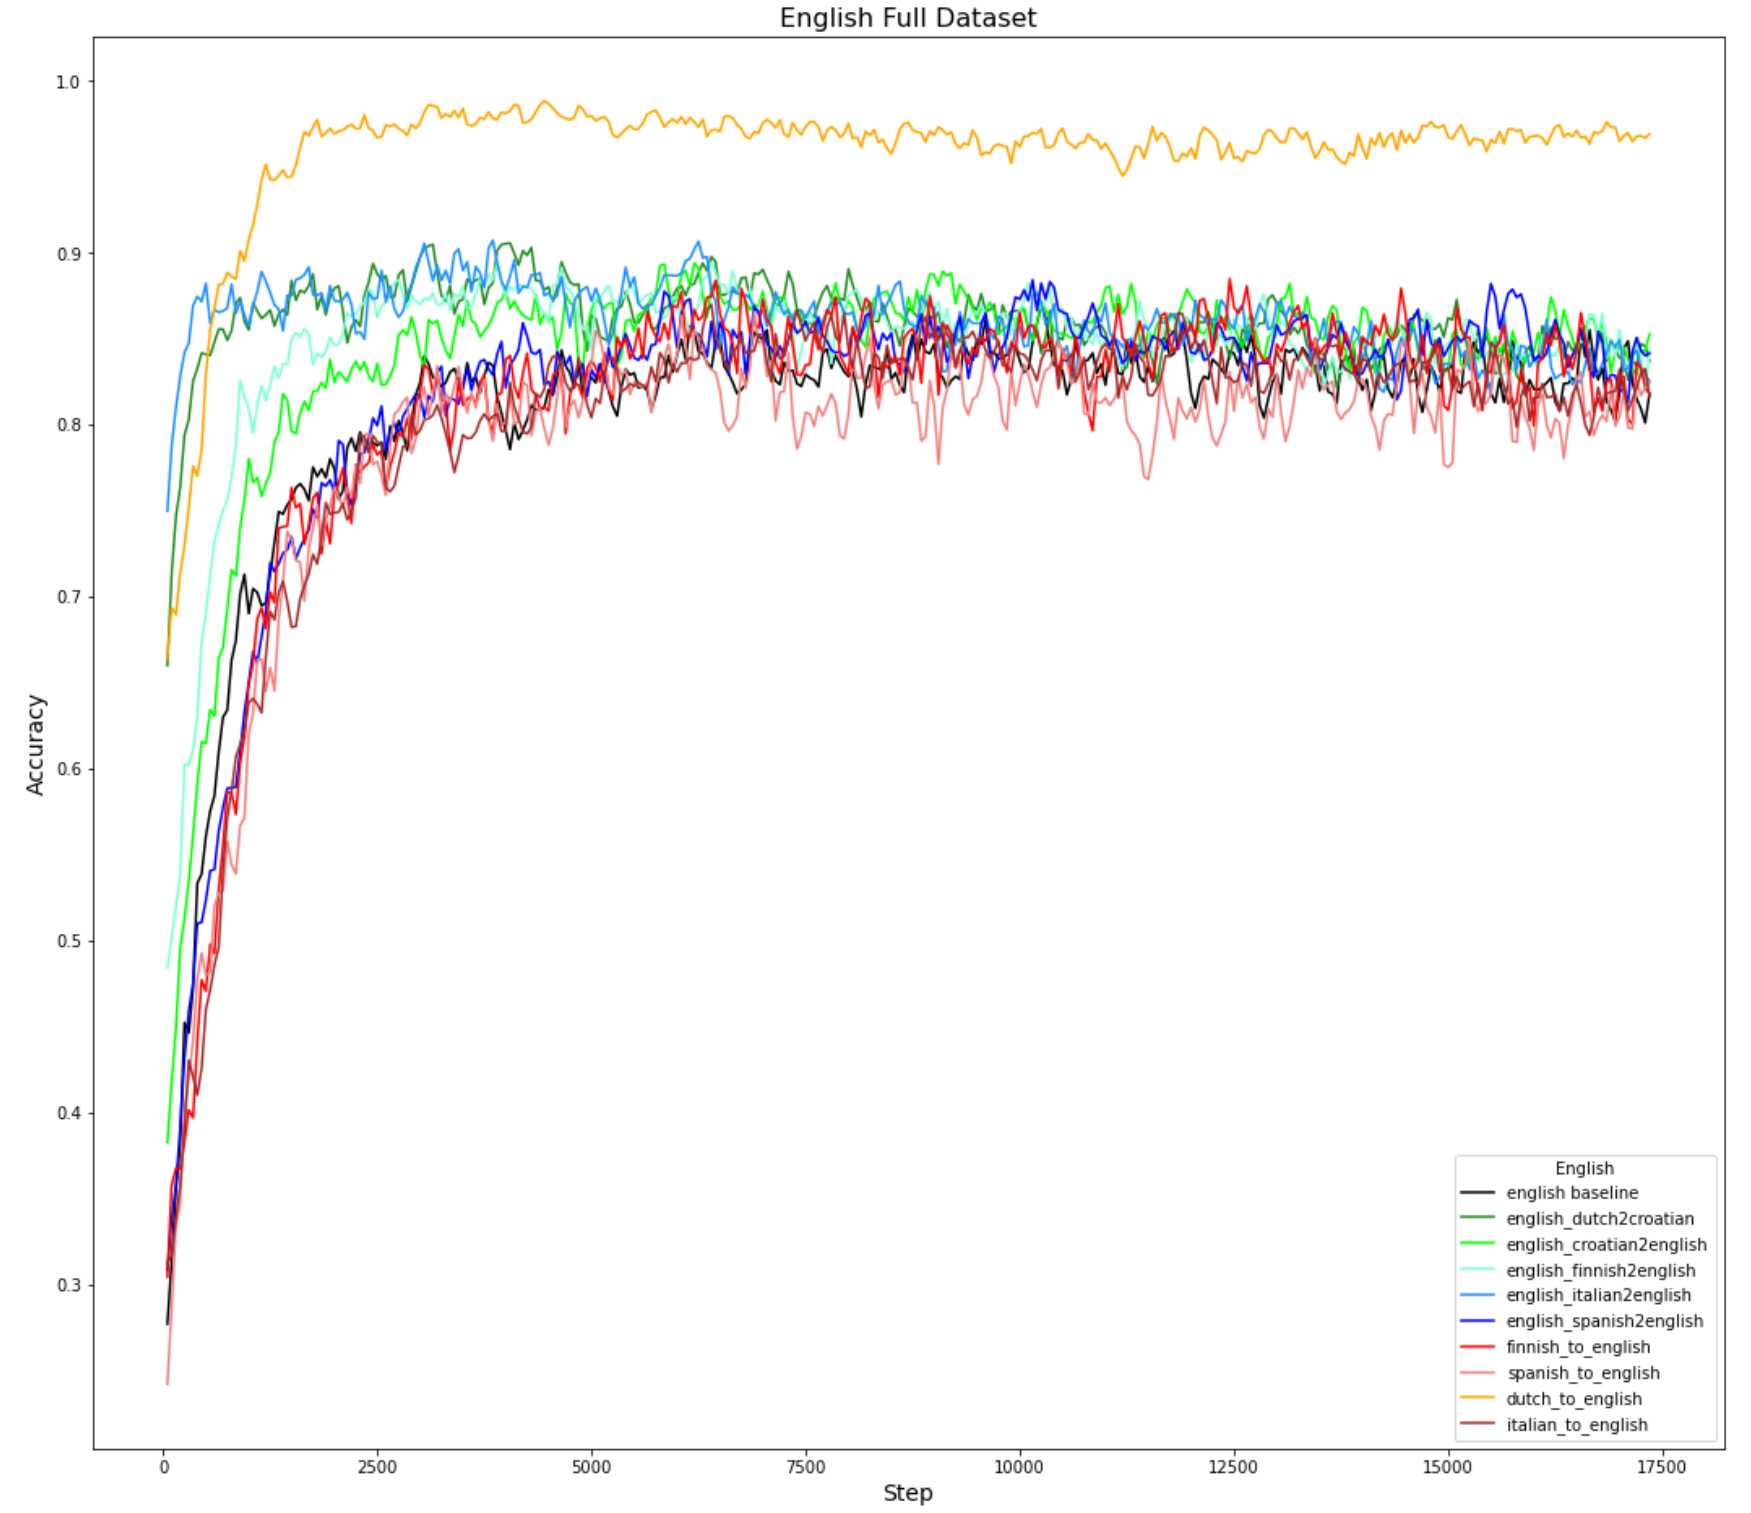 English Full Dataset
1.0
0.9
0.8
0.7
0.6
0.5
0.4
0.3
Accuracy
0 2500 5000 7500 10000 12500 15000 17500
Step
English
english baseline
english_dutch2croatian
english_croatian2english
english_finnish2english
english_italian2english
english_spanish2english
finnish_to_english
spanish_to_english
dutch_to_english
italian_to_english